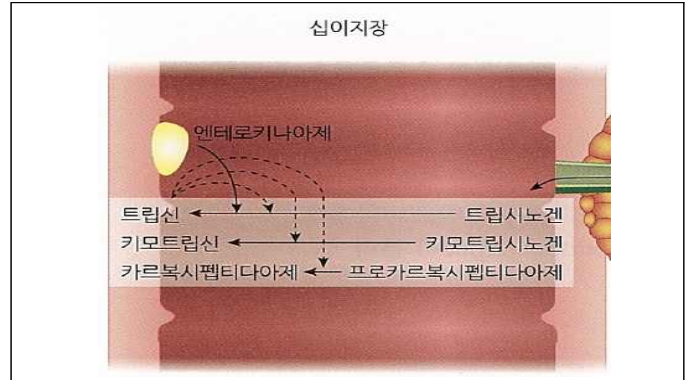 십이지장
엔테로키나아제
트립신 트립시노겐
키모트립신 키모트립시노겐
카르복시펩티다아제 프로카르복시펩티다아제